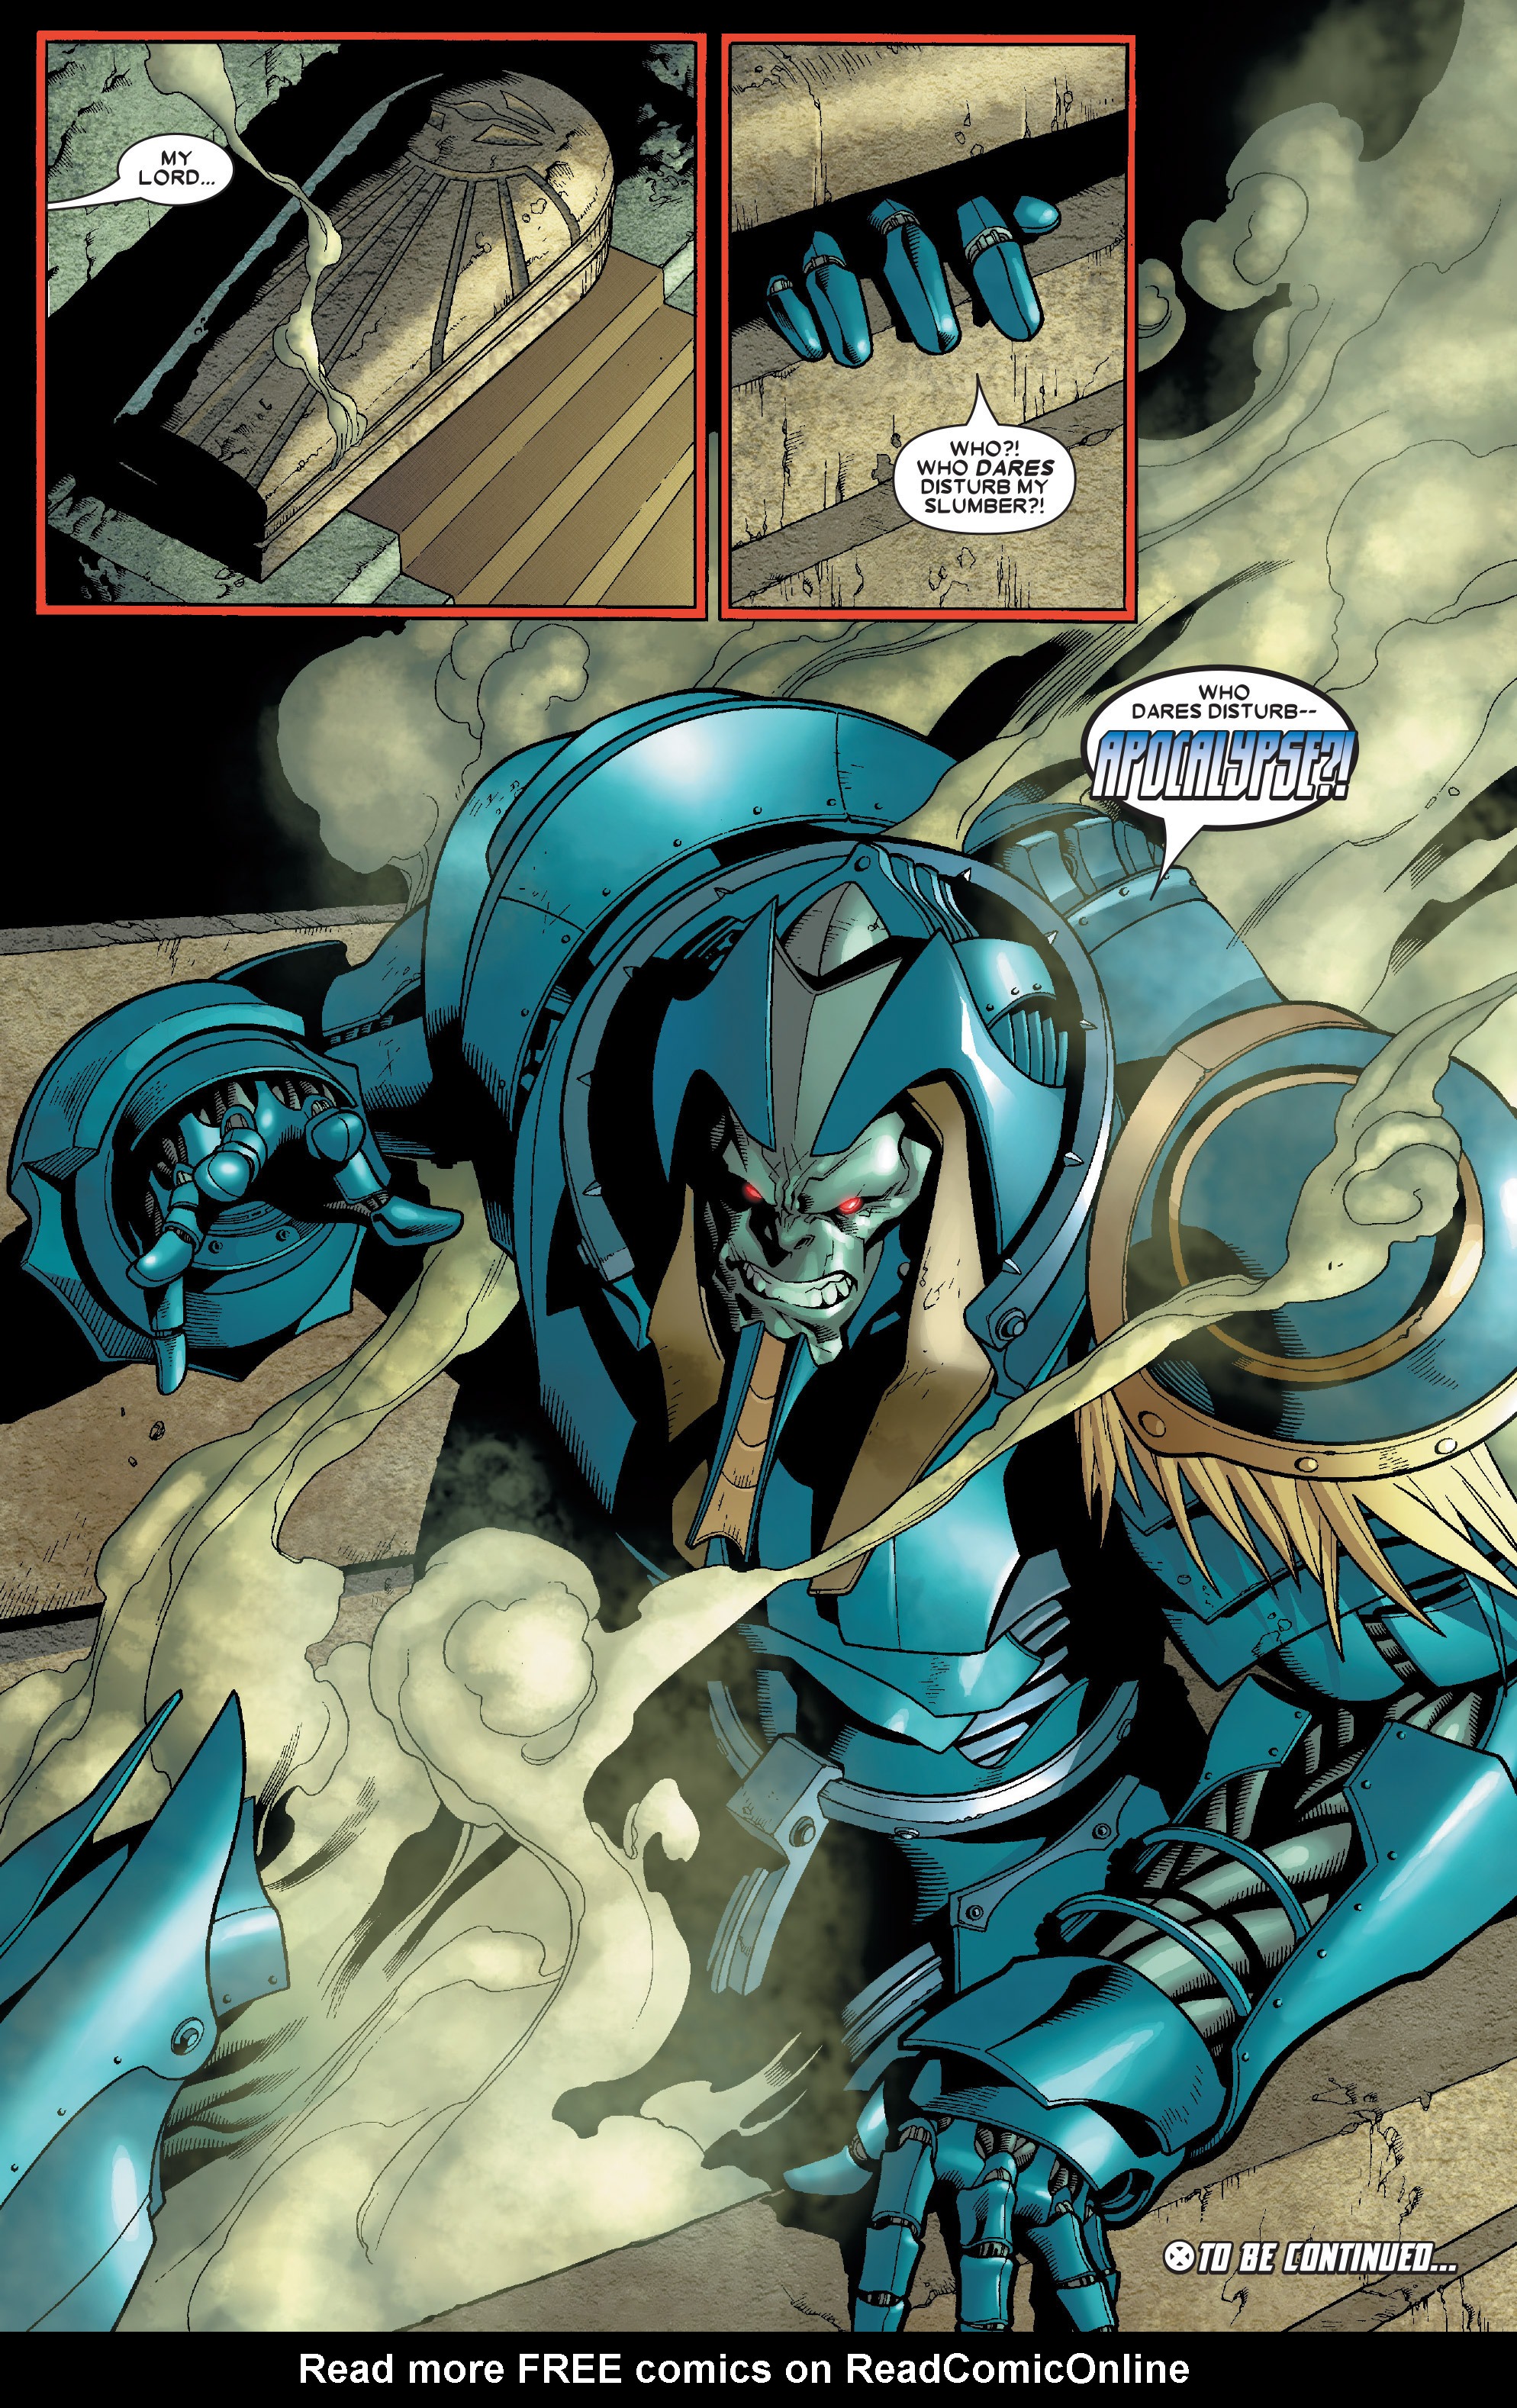 MY
LORD...
WHO?!
WHO DARES
DISTURB MY
SLUMBER?!
WHO
DARES DISTURB--
APOCALYPSE?!
TO BE CONTINUED...
Read more FREE comics on ReadComicOnline